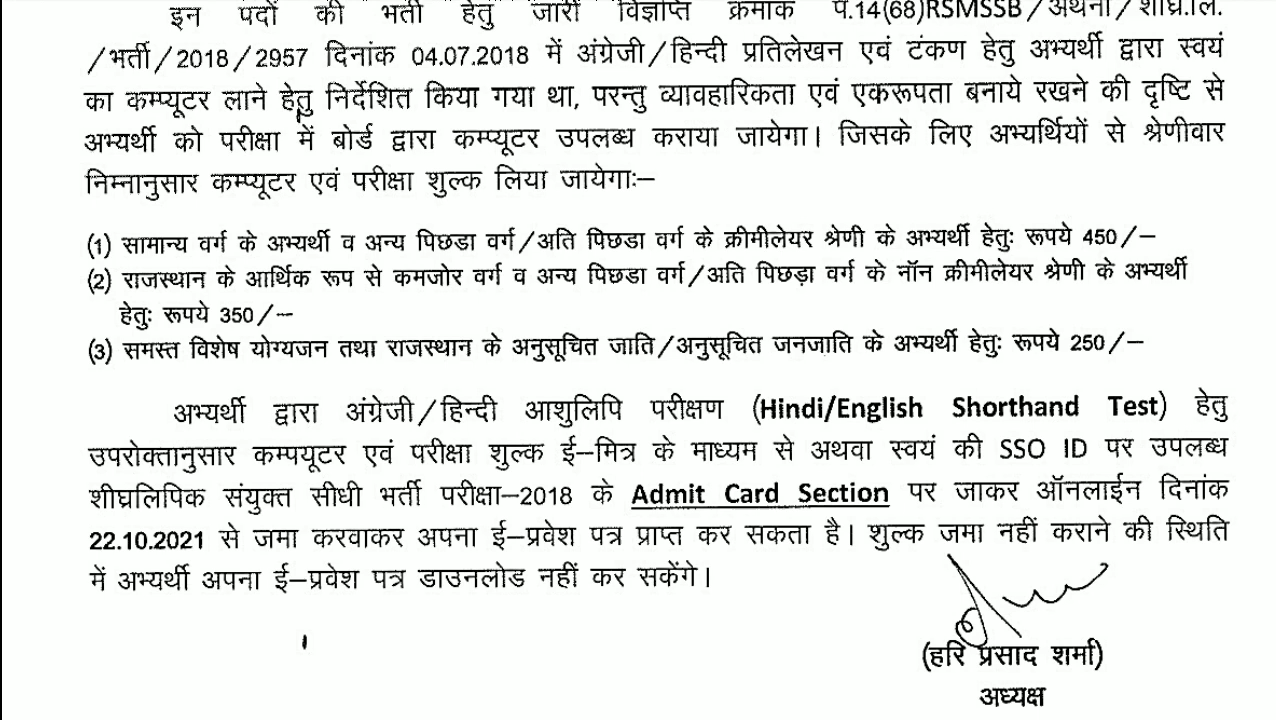 इन पदों की भर्ती हेतु जारी विज्ञप्ति क्रमांक प.14(68)RSMSSB/अर्थना/शीघ्र.लि.
/भर्ती/2018/2957 दिनांक 04.07.2018 में अंग्रेजी/हिन्दी प्रतिलेखन एवं टंकण हेतु अभ्यर्थी द्वारा स्वयं
का कम्प्यूटर लाने हेतु निर्देशित किया गया था, परन्तु व्यावहारिकता एवं एकरूपता बनाये रखने की दृष्टि से
अभ्यर्थी को परीक्षा में बोर्ड द्वारा कम्प्यूटर उपलब्ध कराया जायेगा। जिसके लिए अभ्यर्थियों से श्रेणीवार
निम्नानुसार कम्प्यूटर एवं परीक्षा शुल्क लिया जायेगाः–
(1) सामान्य वर्ग के अभ्यर्थी व अन्य पिछडा वर्ग/अति पिछडा वर्ग के क्रीमीलेयर श्रेणी के अभ्यर्थी हेतुः रूपये 450/–
(2) राजस्थान के आर्थिक रूप से कमजोर वर्ग व अन्य पिछडा वर्ग/अति पिछड़ा वर्ग के नॉन क्रीमीलेयर श्रेणी के अभ्यर्थी
हेतुः रूपये 350/–
(3) समस्त विशेष योग्यजन तथा राजस्थान के अनुसूचित जाति/अनुसूचित जनजाति के अभ्यर्थी हेतुः रूपये 250/–
अभ्यर्थी द्वारा अंग्रेजी/हिन्दी आशुलिपि परीक्षण (Hindi/English Shorthand Test) हेतु
उपरोक्तानुसार कम्पयूटर एवं परीक्षा शुल्क ई–मित्र के माध्यम से अथवा स्वयं की SSO ID पर उपलब्ध
शीघ्रलिपिक संयुक्त सीधी भर्ती परीक्षा–2018 के Admit Card Section पर जाकर ऑनलाईन दिनांक
22.10.2021 से जमा करवाकर अपना ई–प्रवेश पत्र प्राप्त कर सकता है। शुल्क जमा नहीं कराने की स्थिति
में अभ्यर्थी अपना ई–प्रवेश पत्र डाउनलोड नहीं कर सकेंगे।
(हरि प्रसाद शर्मा)
अध्यक्ष